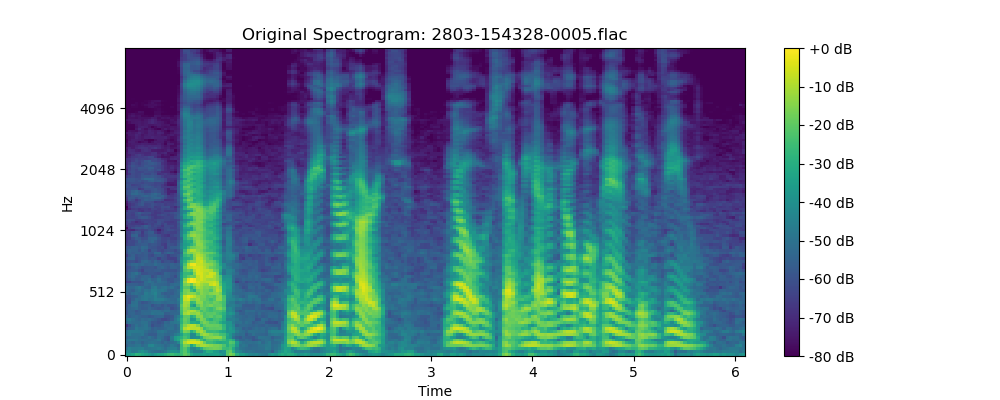 Original Spectrogram: 2803-154328-0005.flac
Hz
4096
2048
1024
512
0
0 1 2 3 4 5 6
Time
+0 dB
-10 dB
-20 dB
-30 dB
-40 dB
-50 dB
-60 dB
-70 dB
-80 dB